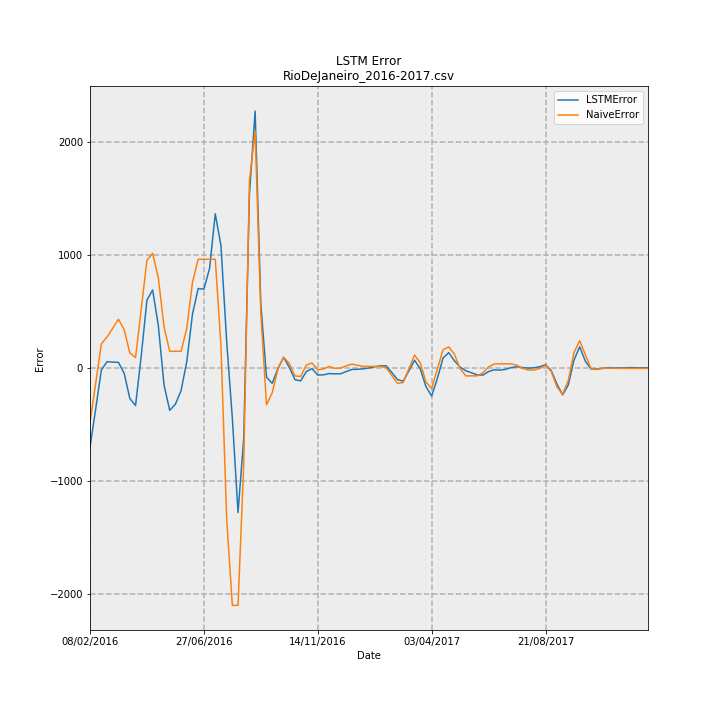 LSTM Error
RioDeJaneiro_2016-2017.csv
LSTMError
NaiveError
2000
1000
0
−1000
−2000
Error
08/02/2016
27/06/2016
14/11/2016
03/04/2017
21/08/2017
Date